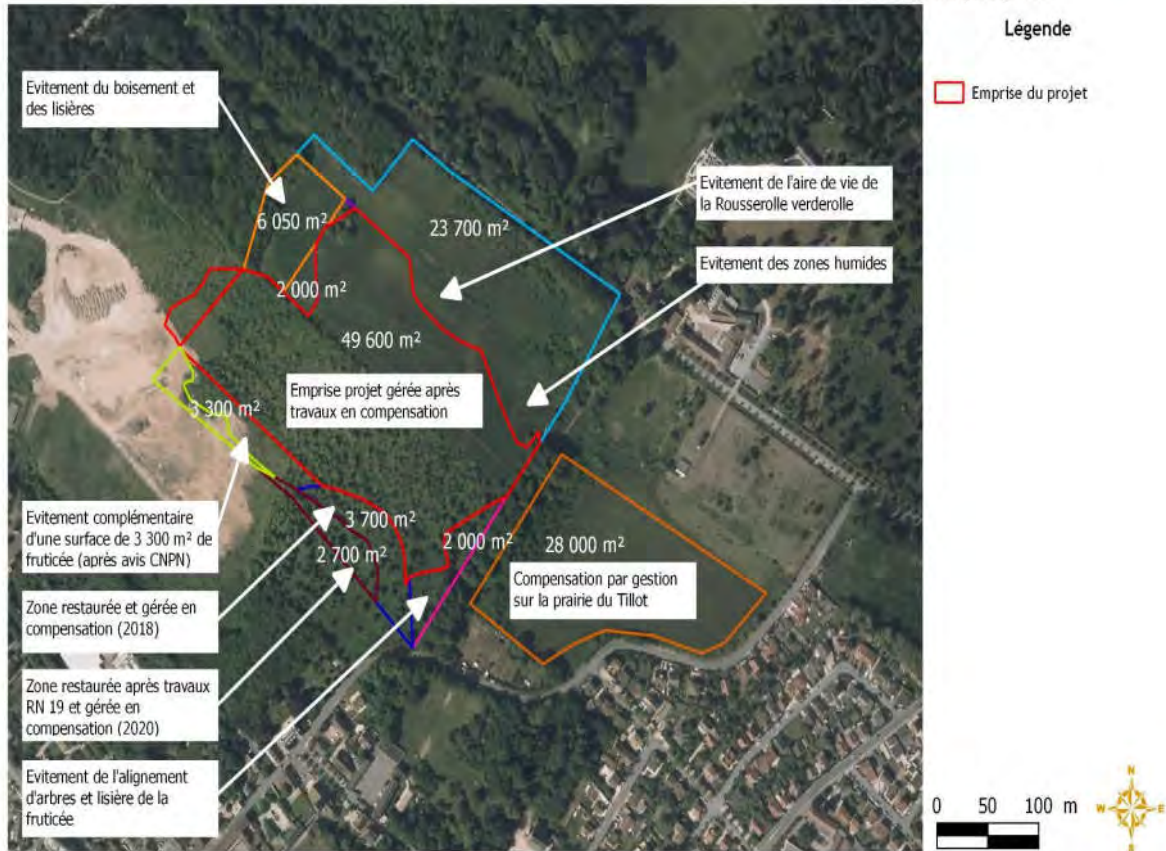 Légende
Emprise du projet
Evitement du boisement et
des lisières
6 050 m²
23 700 m²
Evitement de l'aire de vie de
la Rousserolle verderolle
Evitement des zones humides
2 000 m²
49 600 m²
Emprise projet gérée après
travaux en compensation
3 300 m²
Evitement complémentaire
d'une surface de 3 300 m² de
fruticée (après avis CNPN)
3 700 m²
2 700 m²
2 000 m²
28 000 m²
Compensation par gestion
sur la prairie du Tillot
Zone restaurée et gérée en
compensation (2018)
Zone restaurée après travaux
RN 19 et gérée en
compensation (2020)
Evitement de l'alignement
d'arbres et lisière de la
fruticée
0 50 100 m
N
W E
S